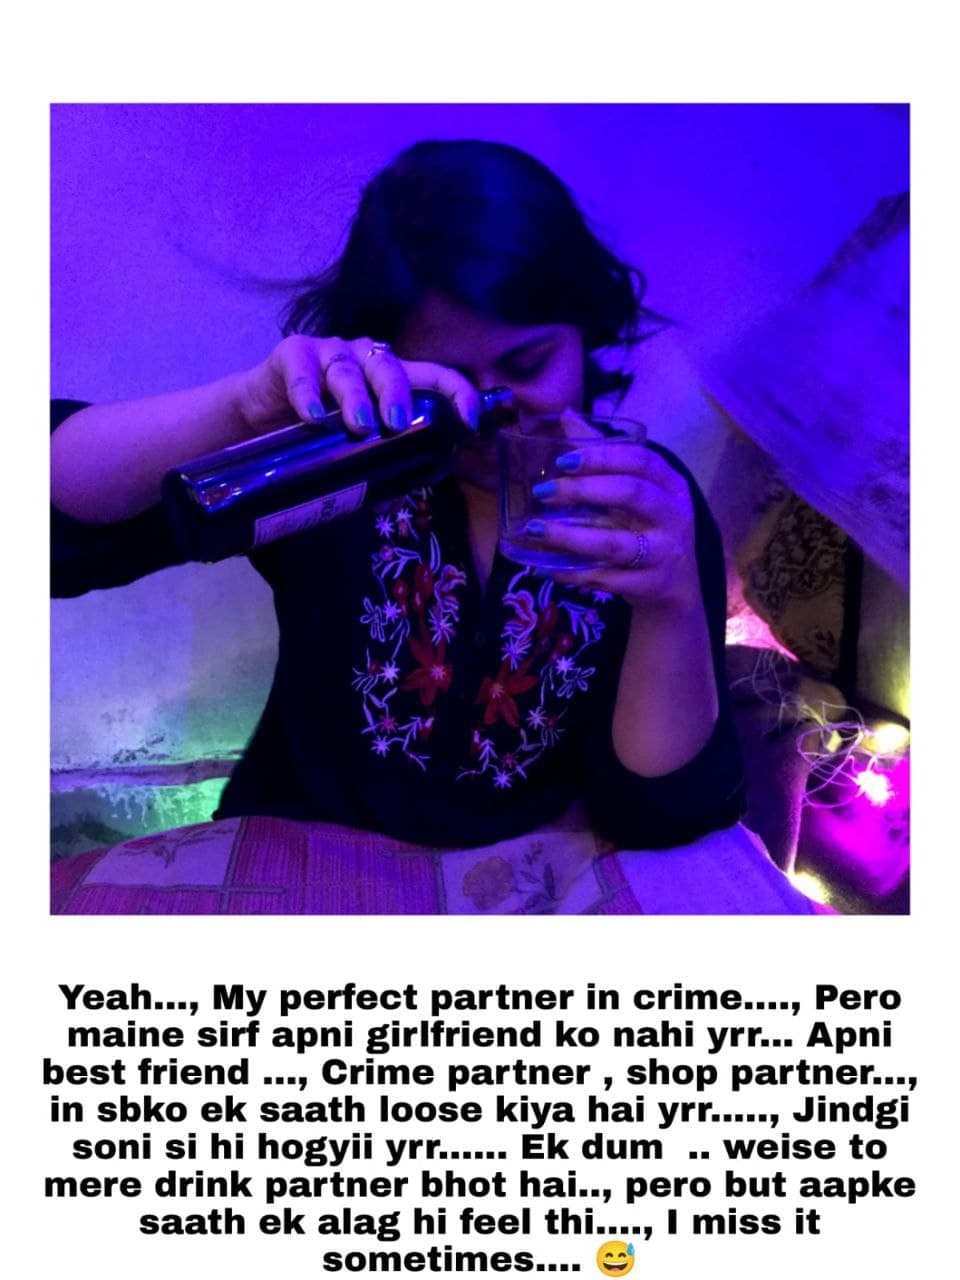 Yeah..., My perfect partner in crime...., Pero
maine sirf apni girlfriend ko nahi yrr... Apni
best friend ..., Crime partner , shop partner...,
in sbko ek saath loose kiya hai yrr....., Jindgi
soni si hi hogyii yrr...... Ek dum  .. weise to
mere drink partner bhot hai.., pero but aapke
saath ek alag hi feel thi...., I miss it
sometimes.... 😅